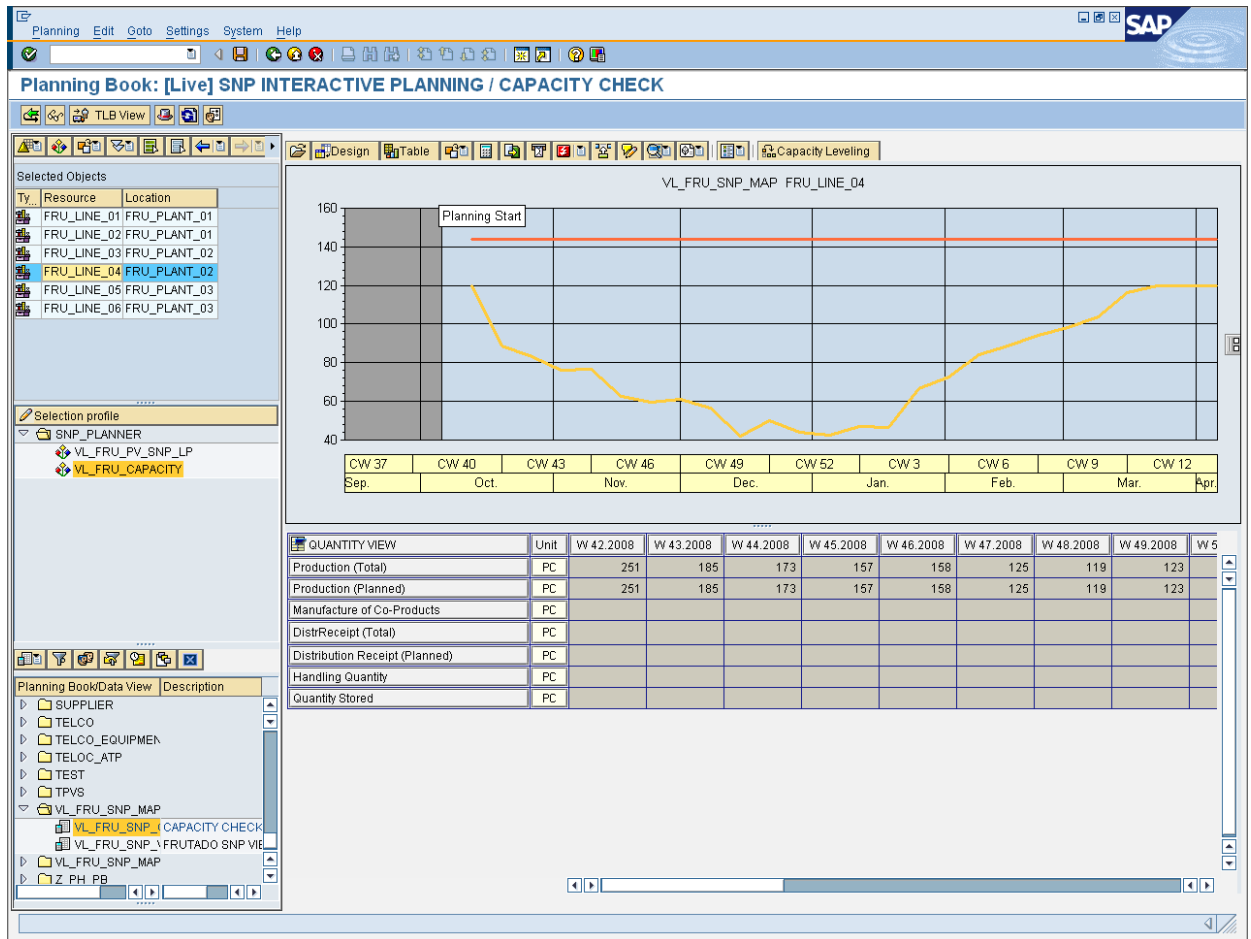 Planning Edit Goto Settings System Help
SAP
Planning Book: [Live] SNP INTERACTIVE PLANNING / CAPACITY CHECK
TLB View
Design Table Capacity Leveling
Selected Objects
Ty... Resource Location
FRU_LINE_01 FRU_PLANT_01
FRU_LINE_02 FRU_PLANT_01
FRU_LINE_03 FRU_PLANT_02
FRU_LINE_04 FRU_PLANT_02
FRU_LINE_05 FRU_PLANT_03
FRU_LINE_06 FRU_PLANT_03
Selection profile
SNP_PLANNER
VL_FRU_PV_SNP_LP
VL_FRU_CAPACITY
Planning Book/Data View Description
SUPPLIER
TELCO
TELCO_EQUIPMEN
TELOC_ATP
TEST
TPVS
VL_FRU_SNP_MAP
VL_FRU_SNP_( CAPACITY CHECK
VL_FRU_SNP_\ FRUTADO SNP VIE
VL_FRU_SNP_MAP
Z_PH_PB
VL_FRU_SNP_MAP FRU_LINE_04
Planning Start
160
140
120
100
80
60
40
CW 37 CW 40 CW 43 CW 46 CW 49 CW 52 CW 3 CW 6 CW 9 CW 12
Sep. Oct. Nov. Dec. Jan. Feb. Mar. Apr.
QUANTITY VIEW Unit W 42.2008 W 43.2008 W 44.2008 W 45.2008 W 46.2008 W 47.2008 W 48.2008 W 49.2008 W 5
Production (Total) PC 251 185 173 157 158 125 119 123
Production (Planned) PC 251 185 173 157 158 125 119 123
Manufacture of Co-Products PC
DistrReceipt (Total) PC
Distribution Receipt (Planned) PC
Handling Quantity PC
Quantity Stored PC